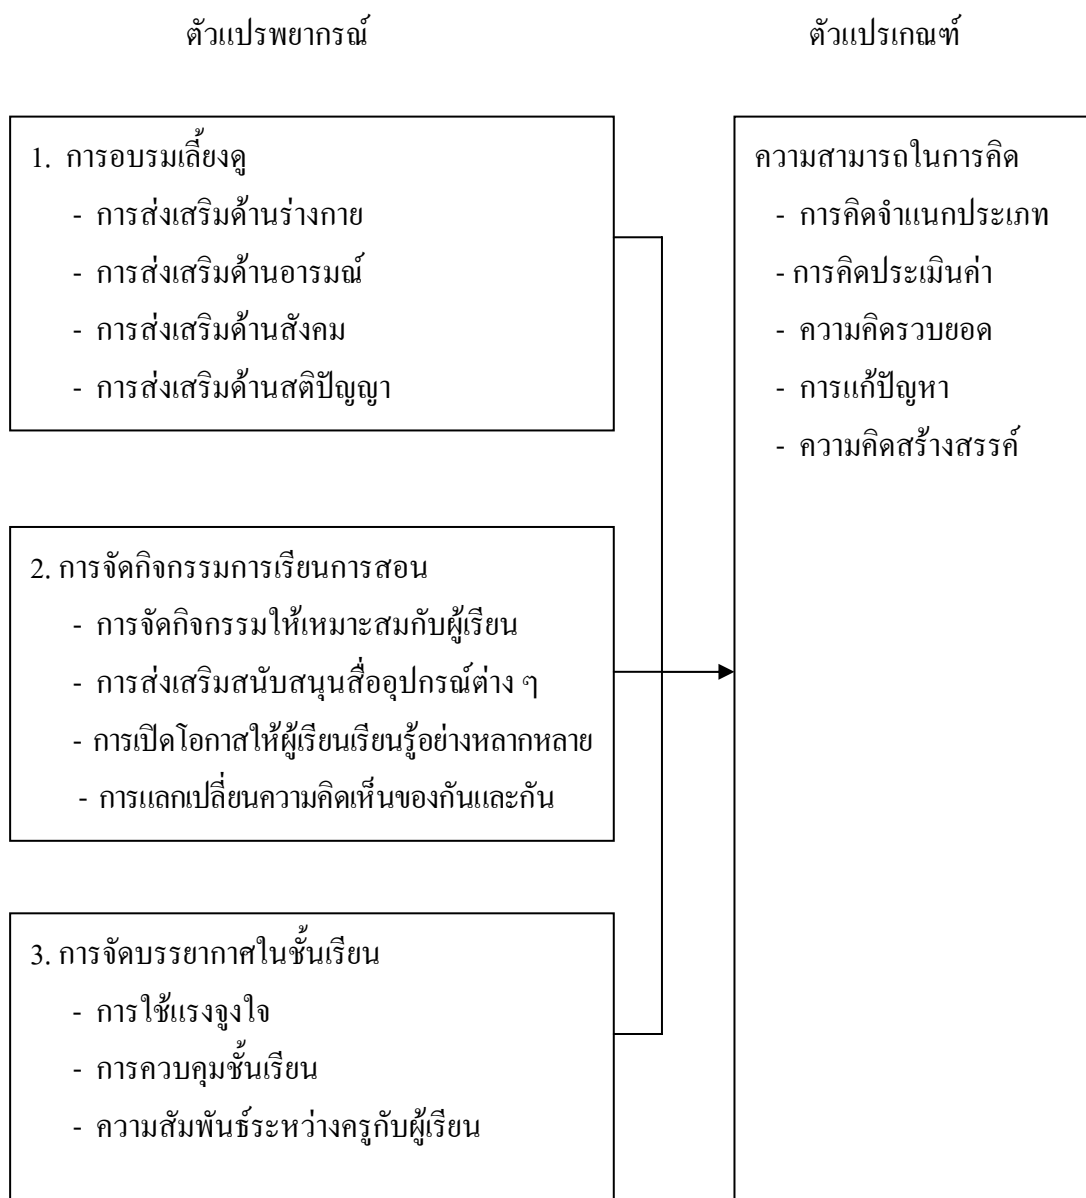 ตัวแปรพยากรณ์
ตัวแปรเกณฑ์
1. การอบรมเลี้ยงดู
- การส่งเสริมด้านร่างกาย
- การส่งเสริมด้านอารมณ์
- การส่งเสริมด้านสังคม
- การส่งเสริมด้านสติปัญญา
2. การจัดกิจกรรมการเรียนการสอน
- การจัดกิจกรรมให้เหมาะสมกับผู้เรียน
- การส่งเสริมสนับสนุนสื่ออุปกรณ์ต่าง ๆ
- การเปิดโอกาสให้ผู้เรียนเรียนรู้อย่างหลากหลาย
- การแลกเปลี่ยนความคิดเห็นของกันและกัน
3. การจัดบรรยากาศในชั้นเรียน
- การใช้แรงจูงใจ
- การควบคุมชั้นเรียน
- ความสัมพันธ์ระหว่างครูกับผู้เรียน
ความสามารถในการคิด
- การคิดจำแนกประเภท
- การคิดประเมินค่า
- ความคิดรวบยอด
- การแก้ปัญหา
- ความคิดสร้างสรรค์